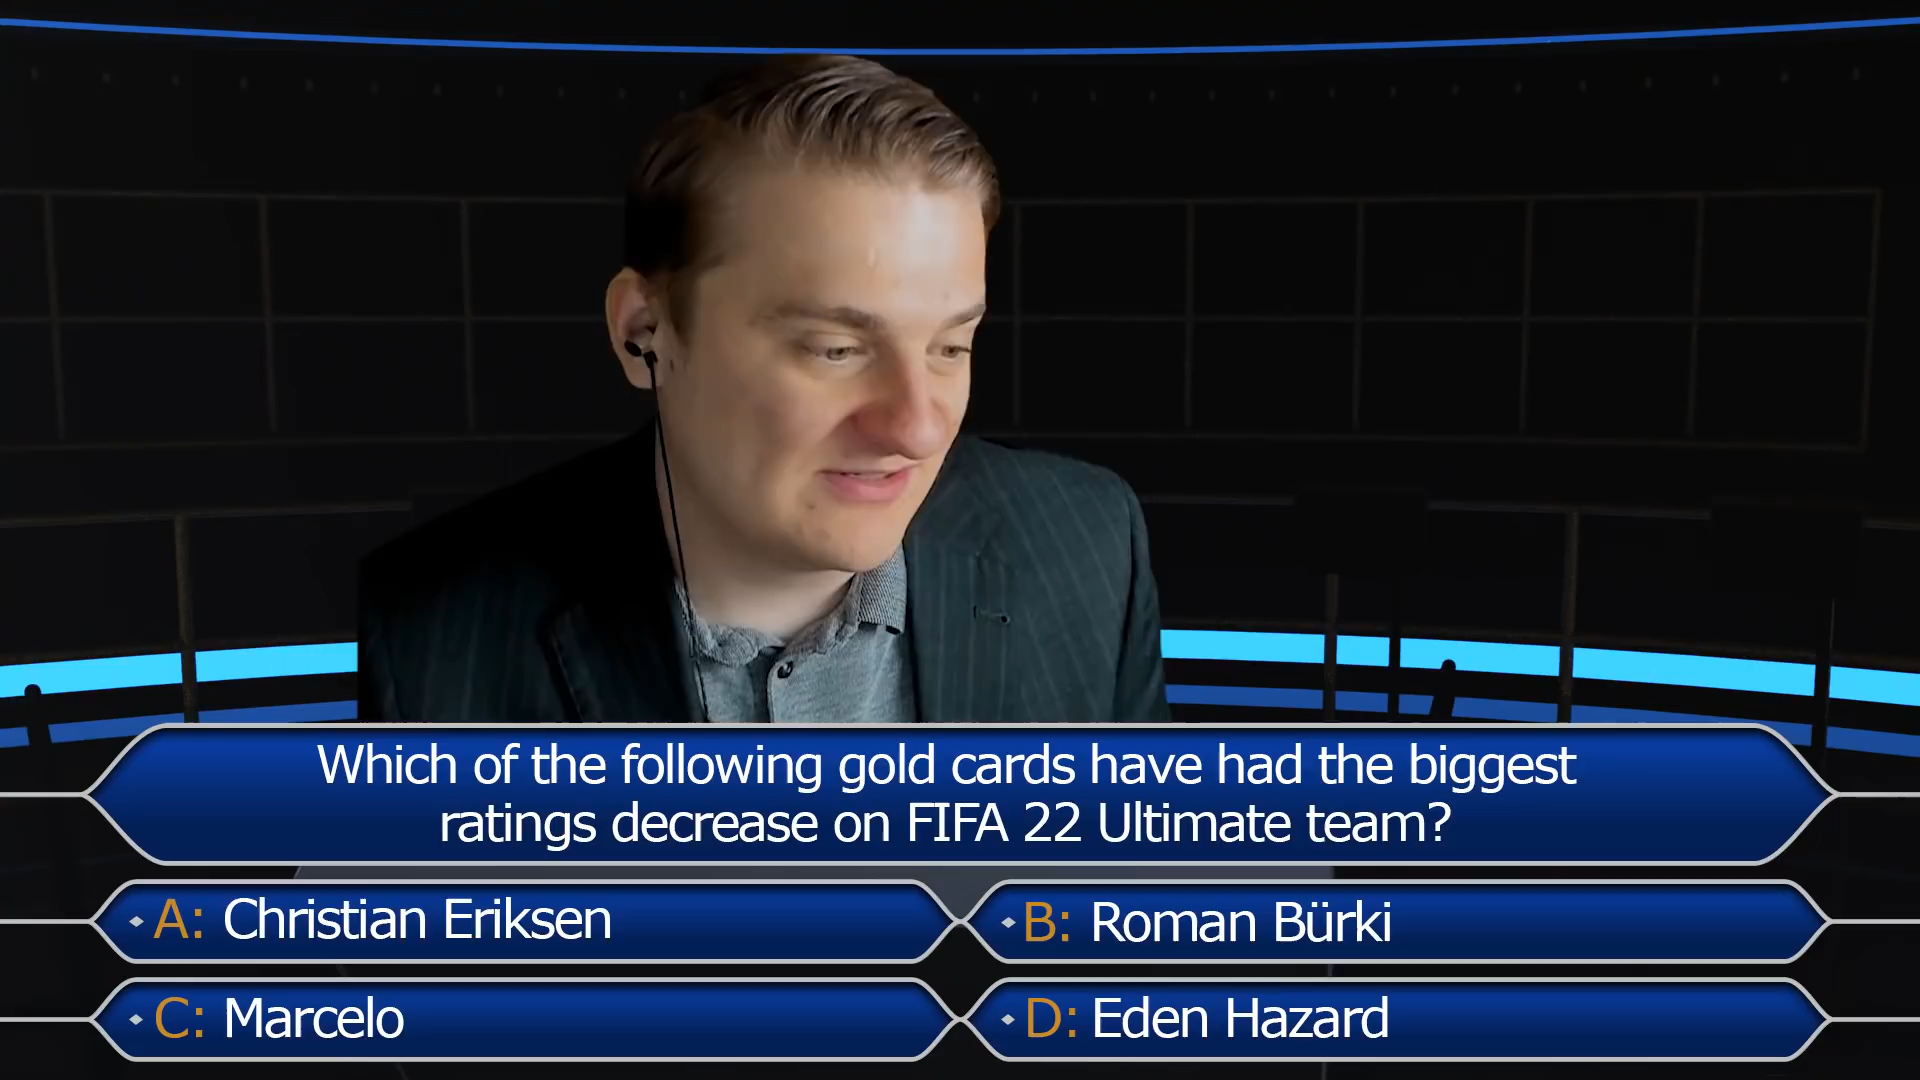 Which of the following gold cards have had the biggest
ratings decrease on FIFA 22 Ultimate team?
A: Christian Eriksen
B: Roman Bürki
C: Marcelo
D: Eden Hazard